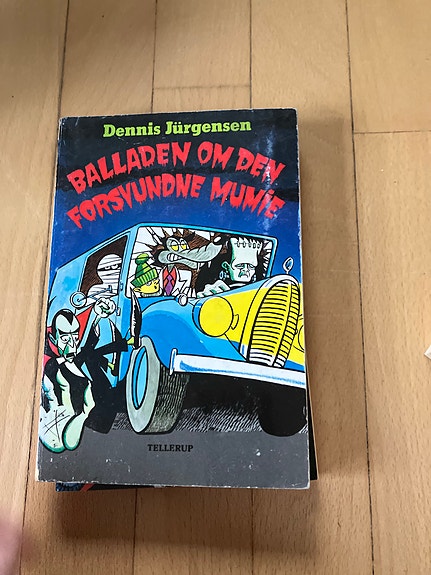 Dennis Jürgensen
BALLADEN OM DEN
FORSVUNDNE MUMIE
TELLERUP